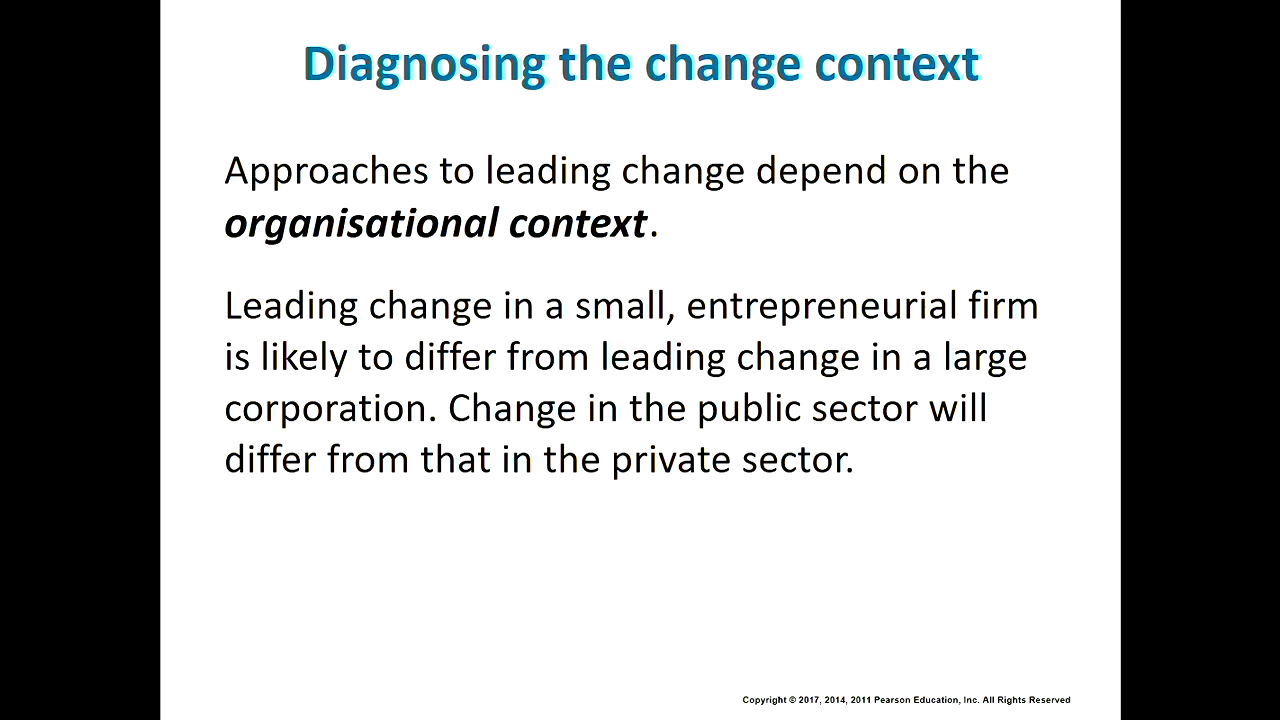 Diagnosing the change context
Approaches to leading change depend on the
organisational context.
Leading change in a small, entrepreneurial firm
is likely to differ from leading change in a large
corporation. Change in the public sector will
differ from that in the private sector.
Copyright © 2017, 2014, 2011 Pearson Education, Inc. All Rights Reserved